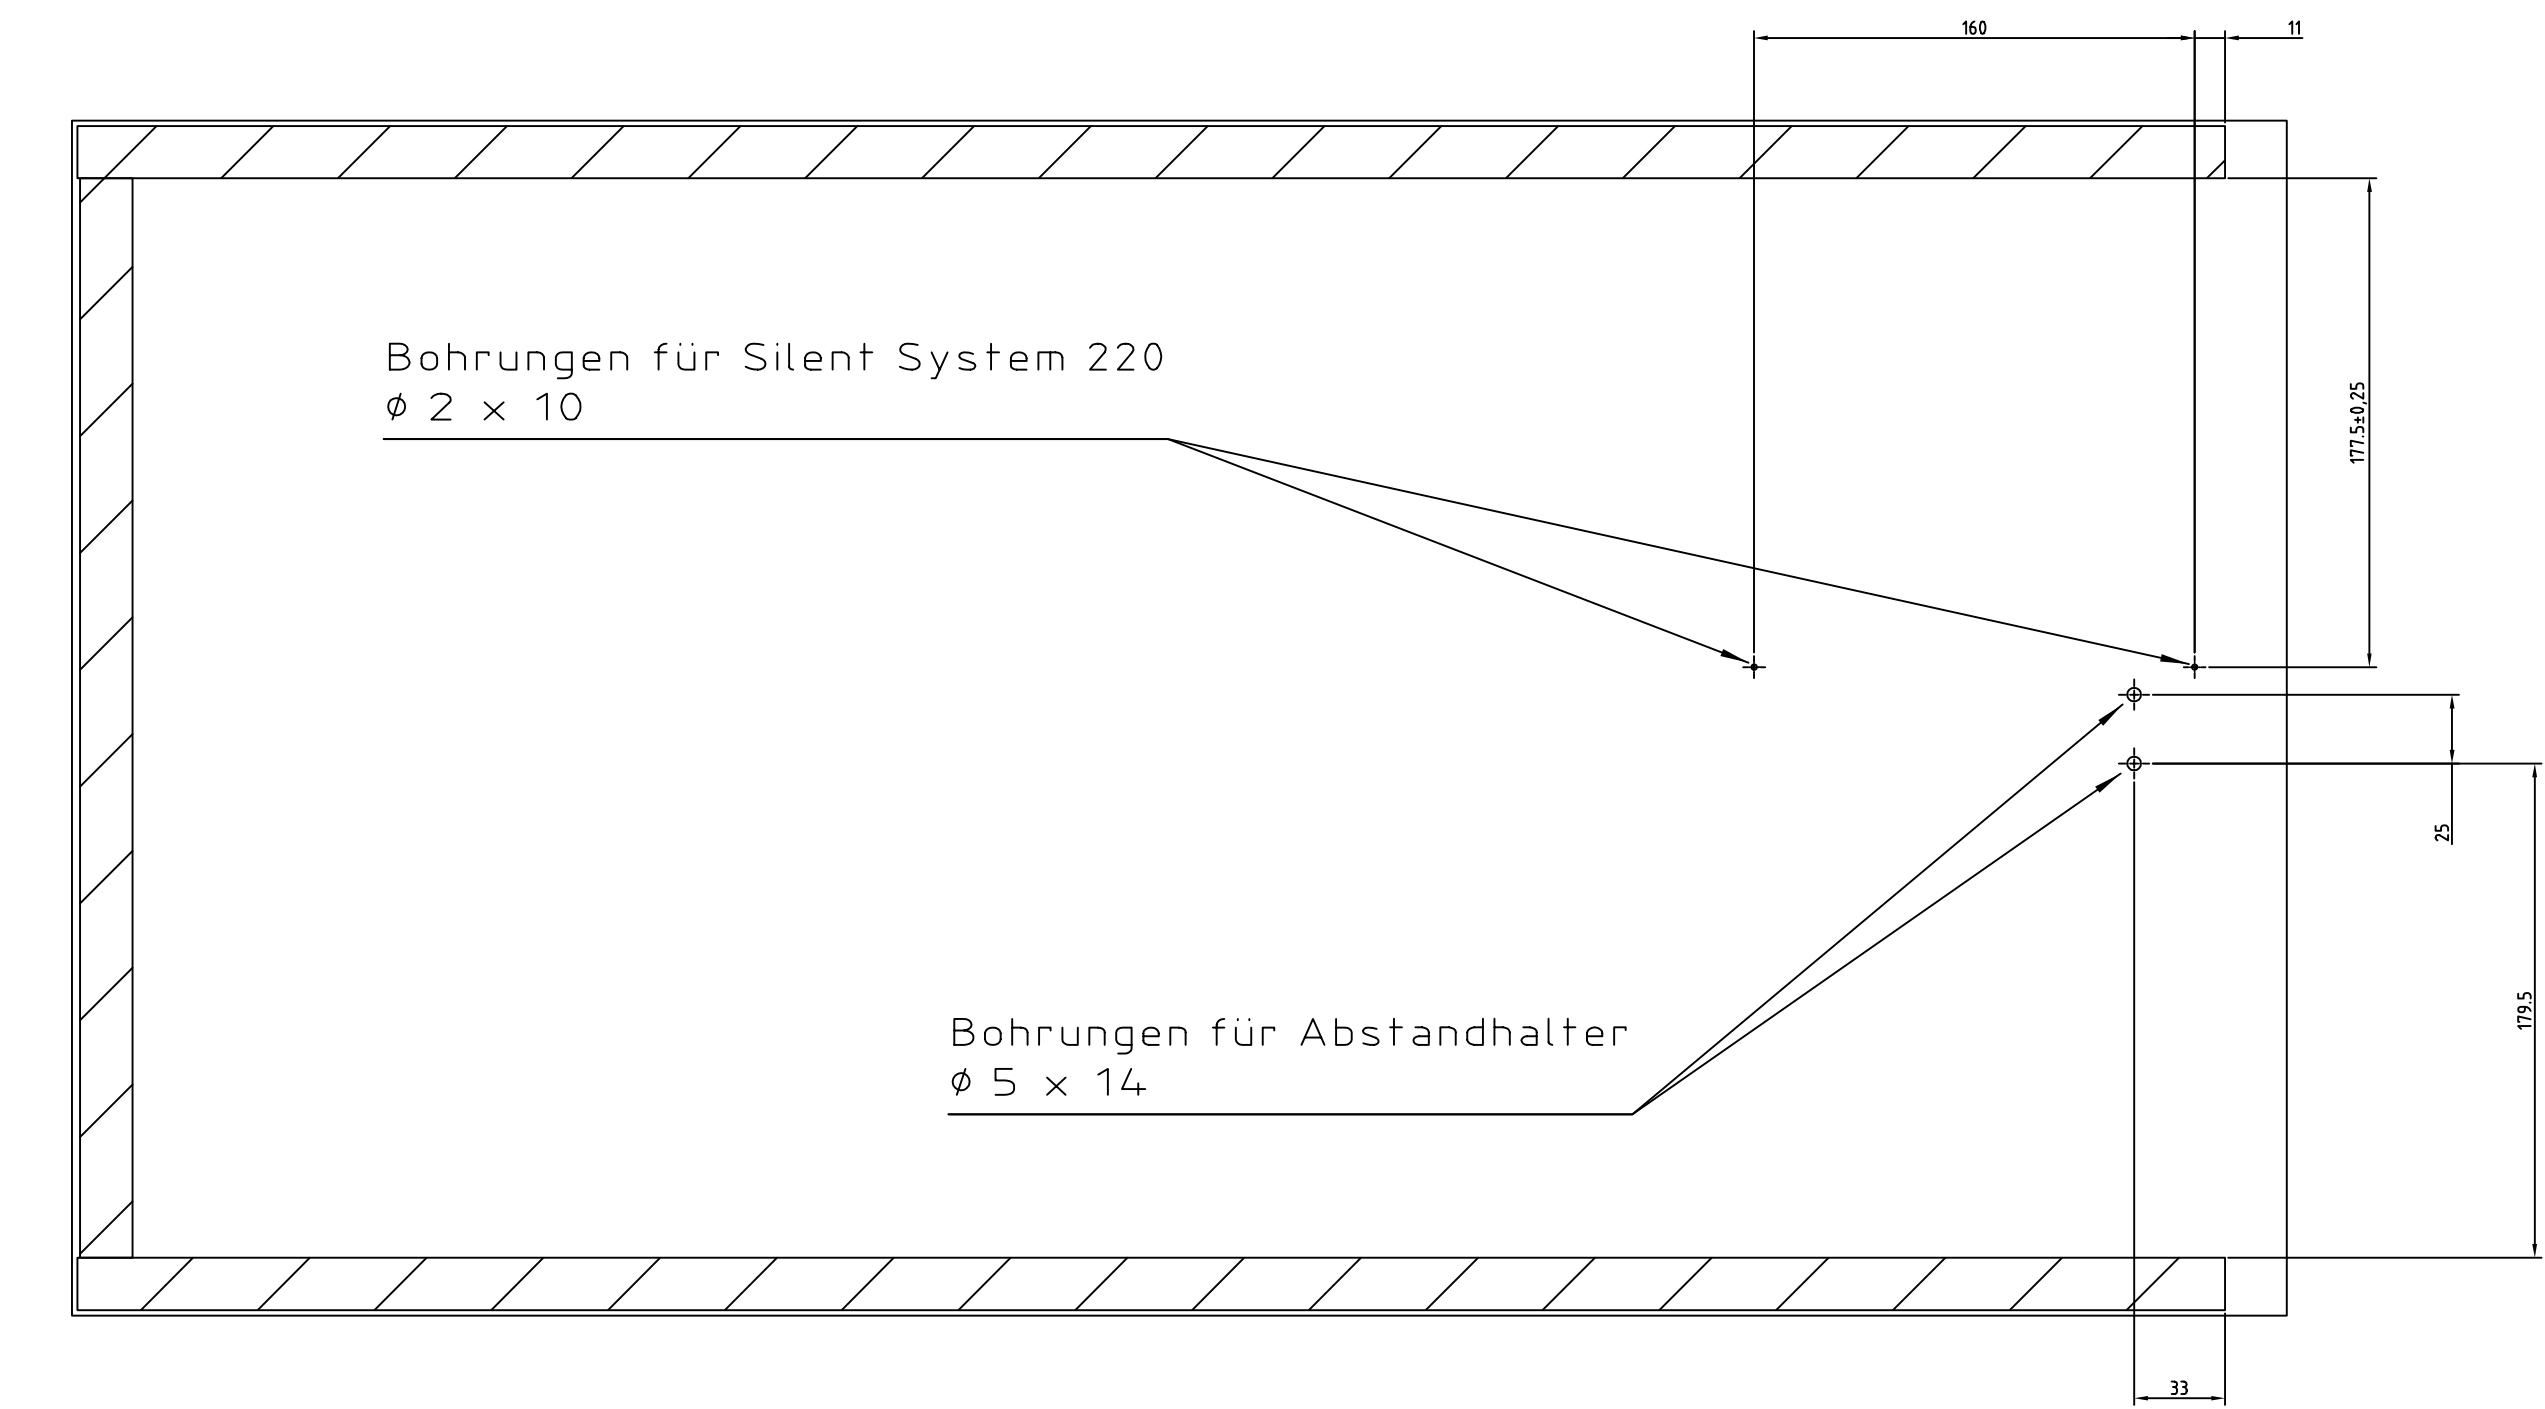 160
11
Bohrungen für Silent System 220
ϕ 2 x 10
177.5±0,25
25
179.5
Bohrungen für Abstandhalter
ϕ 5 x 14
33